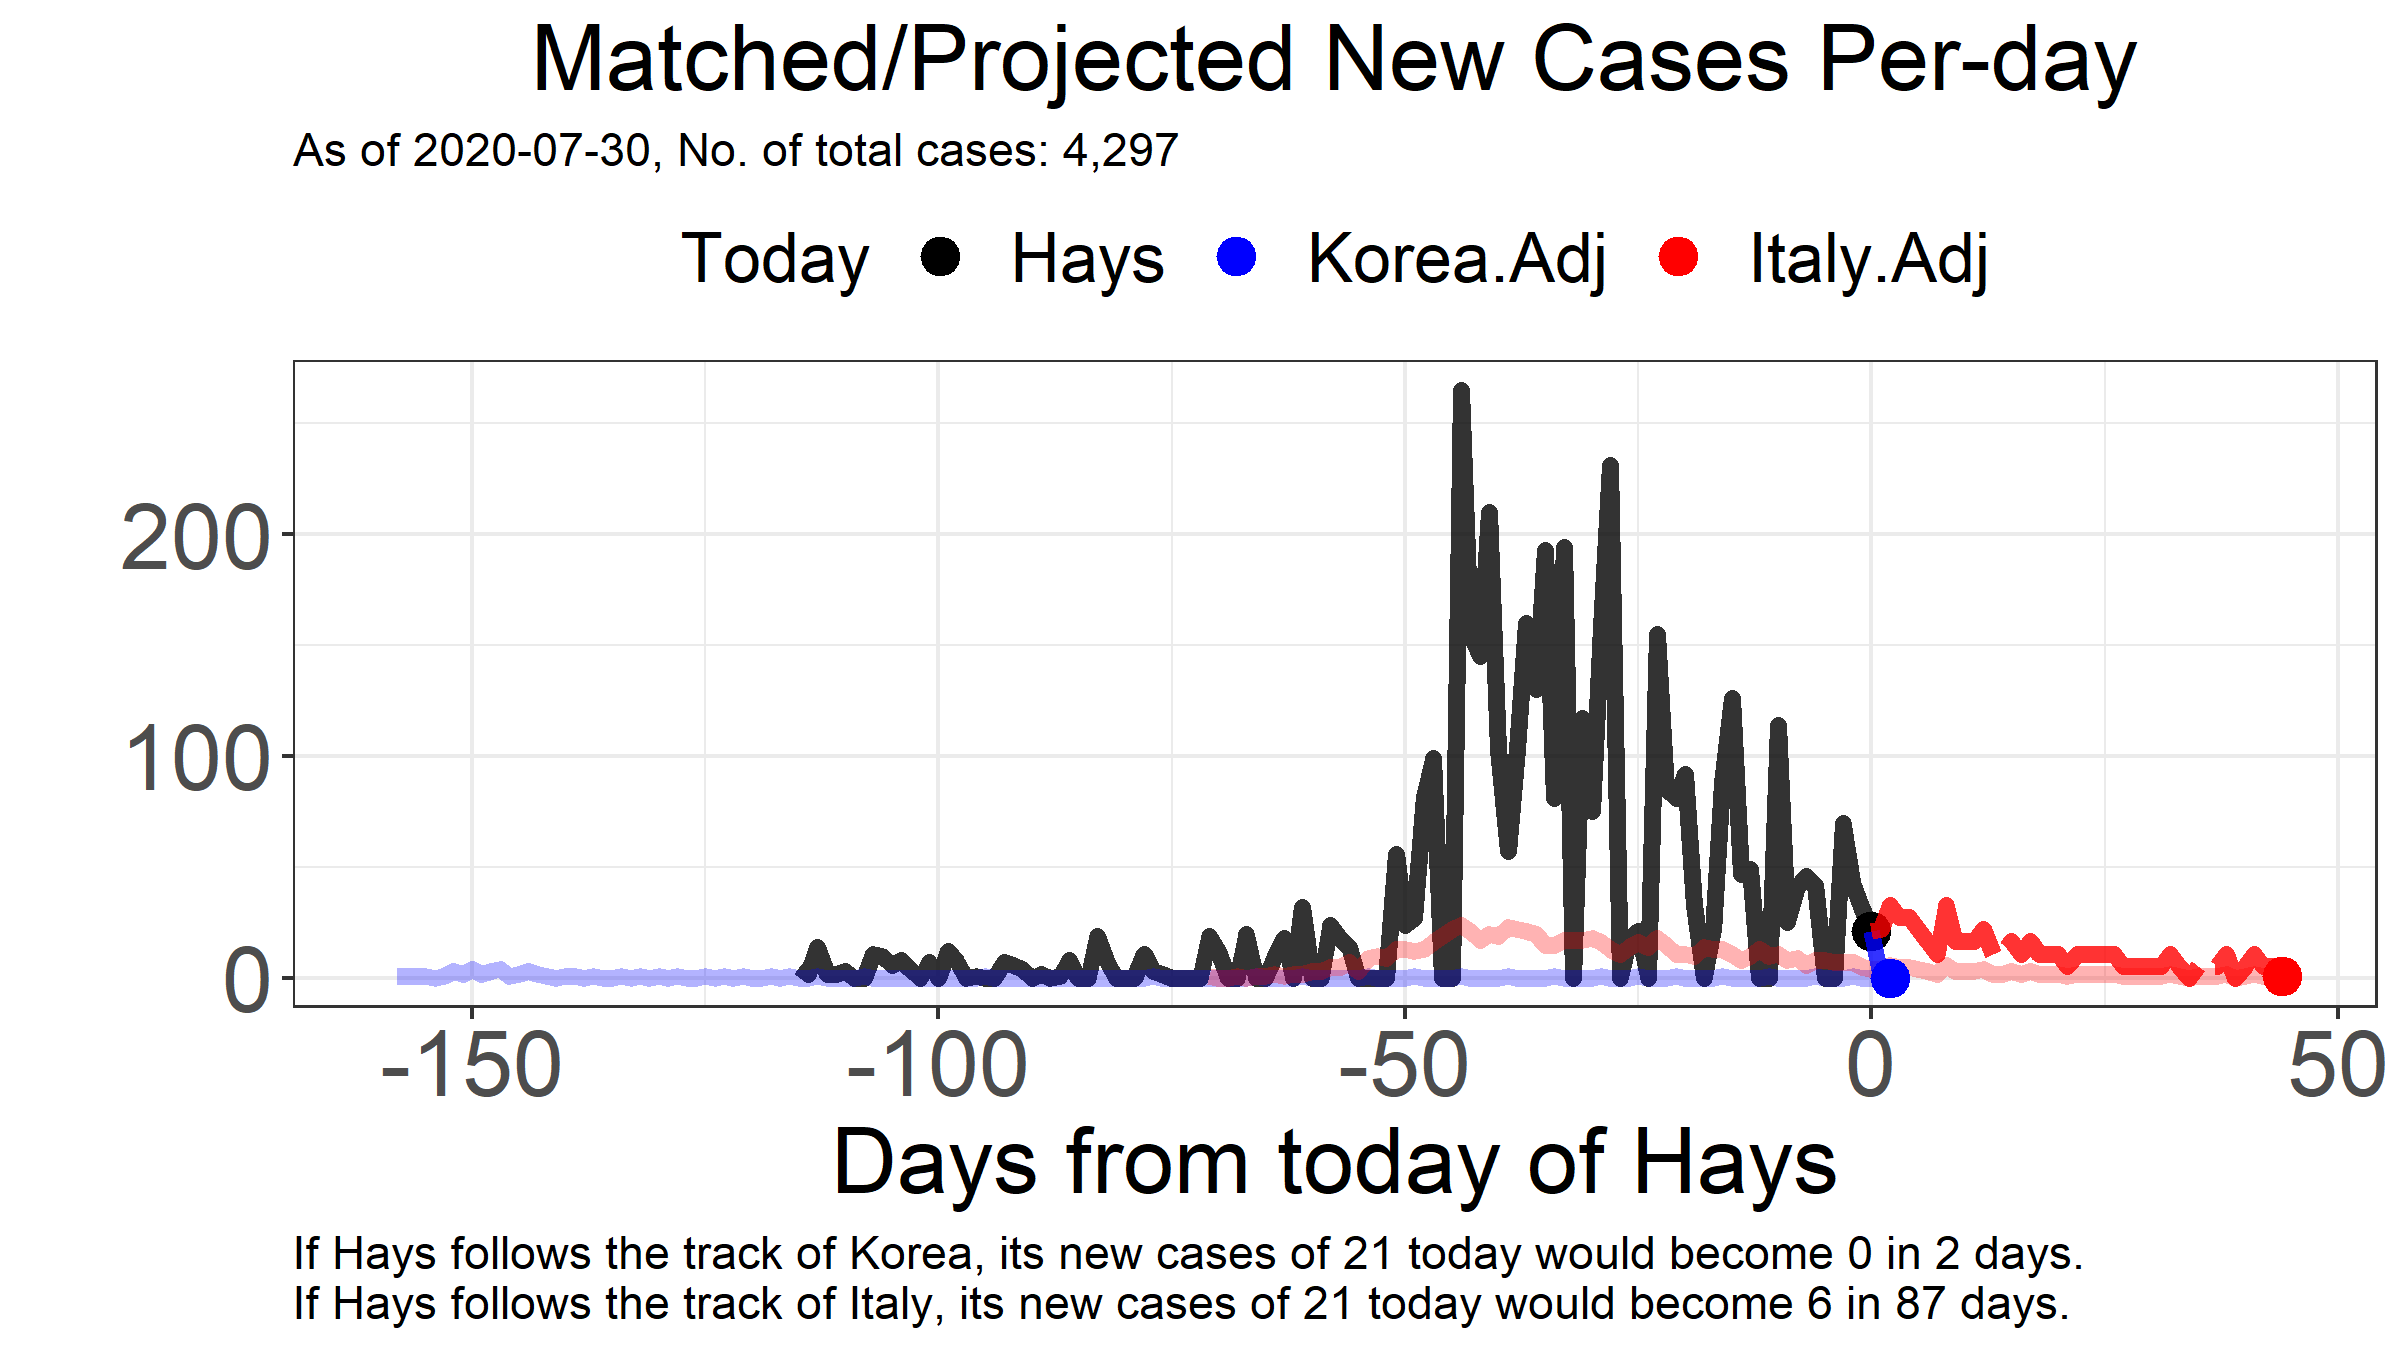 Matched/Projected New Cases Per-day
As of 2020-07-30, No. of total cases: 4,297
Today Hays Korea.Adj Italy.Adj
200
100
0
-150 -100 -50 0 50
Days from today of Hays
If Hays follows the track of Korea, its new cases of 21 today would become 0 in 2 days.
If Hays follows the track of Italy, its new cases of 21 today would become 6 in 87 days.